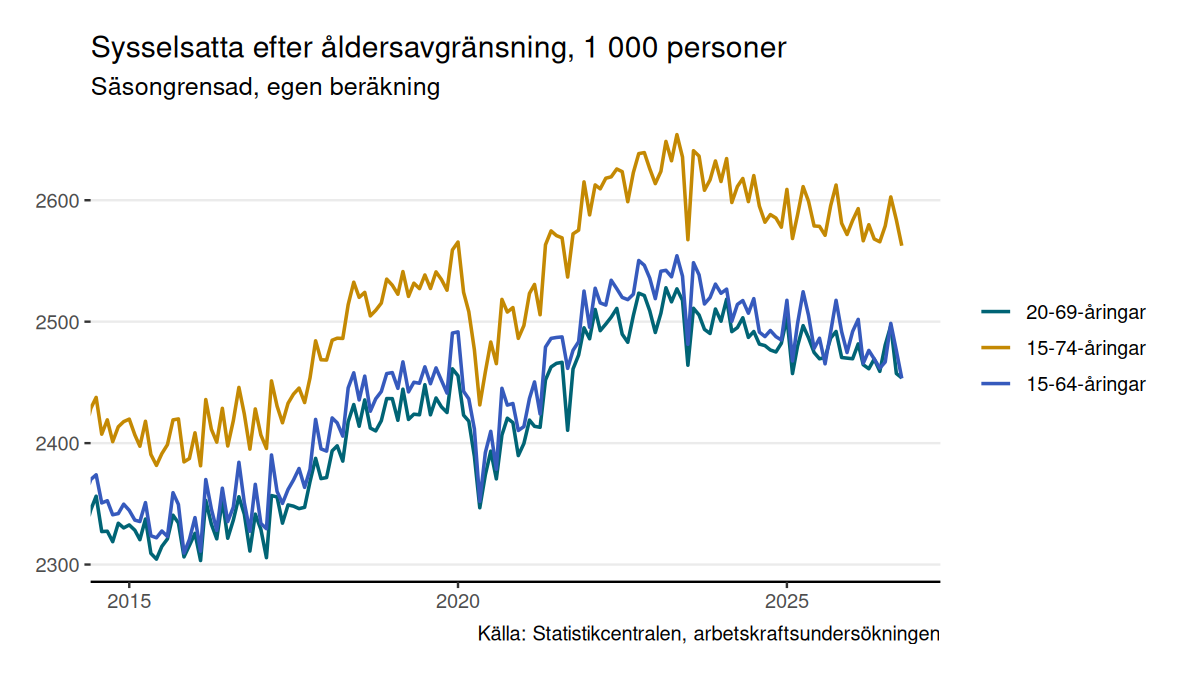 Sysselsatta efter åldersavgränsning, 1 000 personer
Säsongrensad, egen beräkning
2600
2500
2400
2300
2015
2020
2025
20-69-åringar
15-74-åringar
15-64-åringar
Källa: Statistikcentralen, arbetskraftsundersökningen